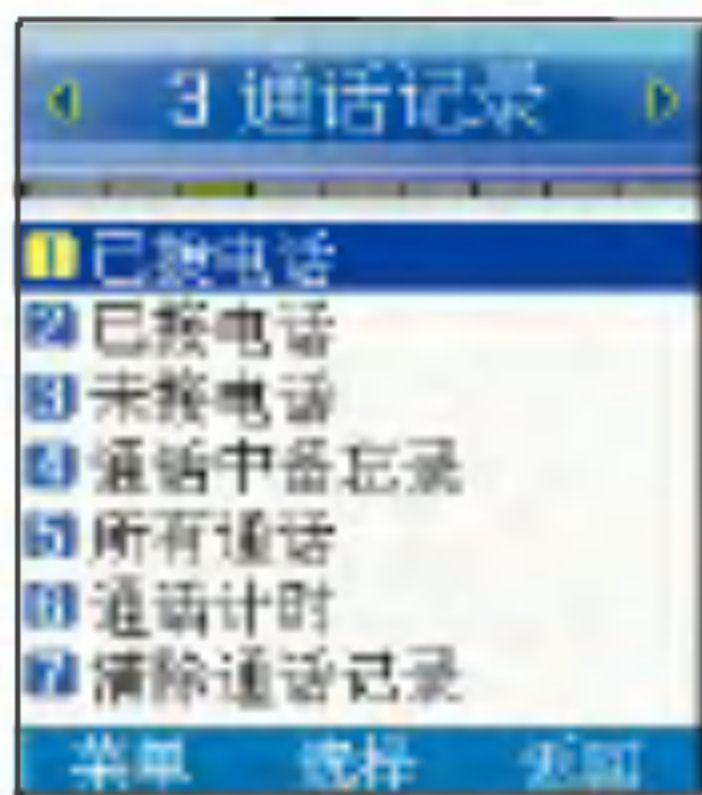 3 通话记录
1 已拨电话
2 已接电话
3 未接电话
4 通话中备忘录
5 所有通话
6 通话计时
7 清除通话记录
菜单 选择 返回